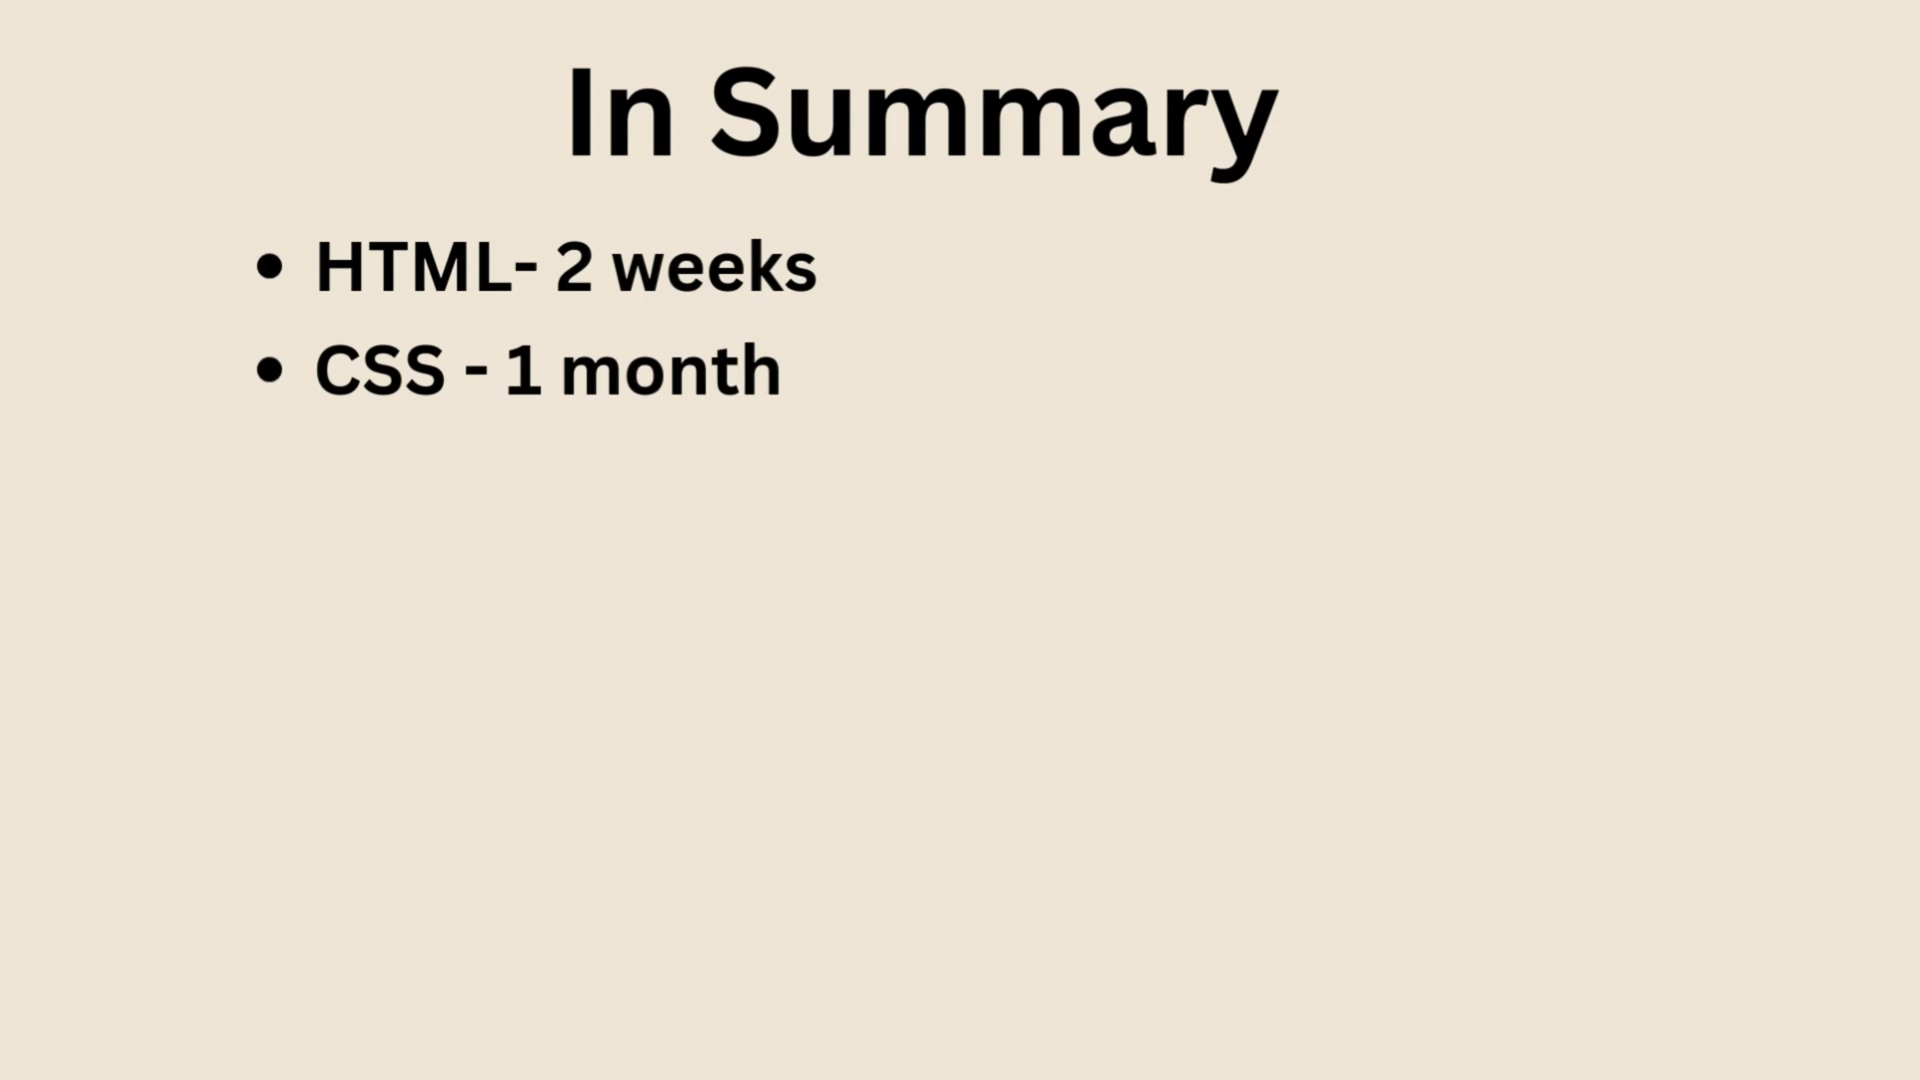 In Summary
• HTML- 2 weeks
• CSS - 1 month